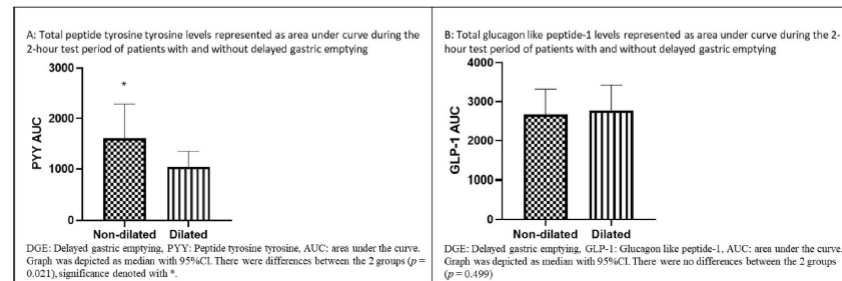 A: Total peptide tyrosine tyrosine levels represented as area under curve during the
2-hour test period of patients with and without delayed gastric emptying
3000
*
2000
PYY AUC
1000
0
Non-dilated Dilated
DGE: Delayed gastric emptying, PYY: Peptide tyrosine tyrosine, AUC: area under the curve.
Graph was depicted as median with 95%CI. There were differences between the 2 groups (p =
0.021), significance denoted with *.
B: Total glucagon like peptide-1 levels represented as area under curve during the 2-
hour test period of patients with and without delayed gastric emptying
4000
3000
GLP-1 AUC
2000
1000
0
Non-dilated Dilated
DGE: Delayed gastric emptying, GLP-1: Glucagon like peptide-1, AUC: area under the curve.
Graph was depicted as median with 95%CI. There were no differences between the 2 groups
(p = 0.499)